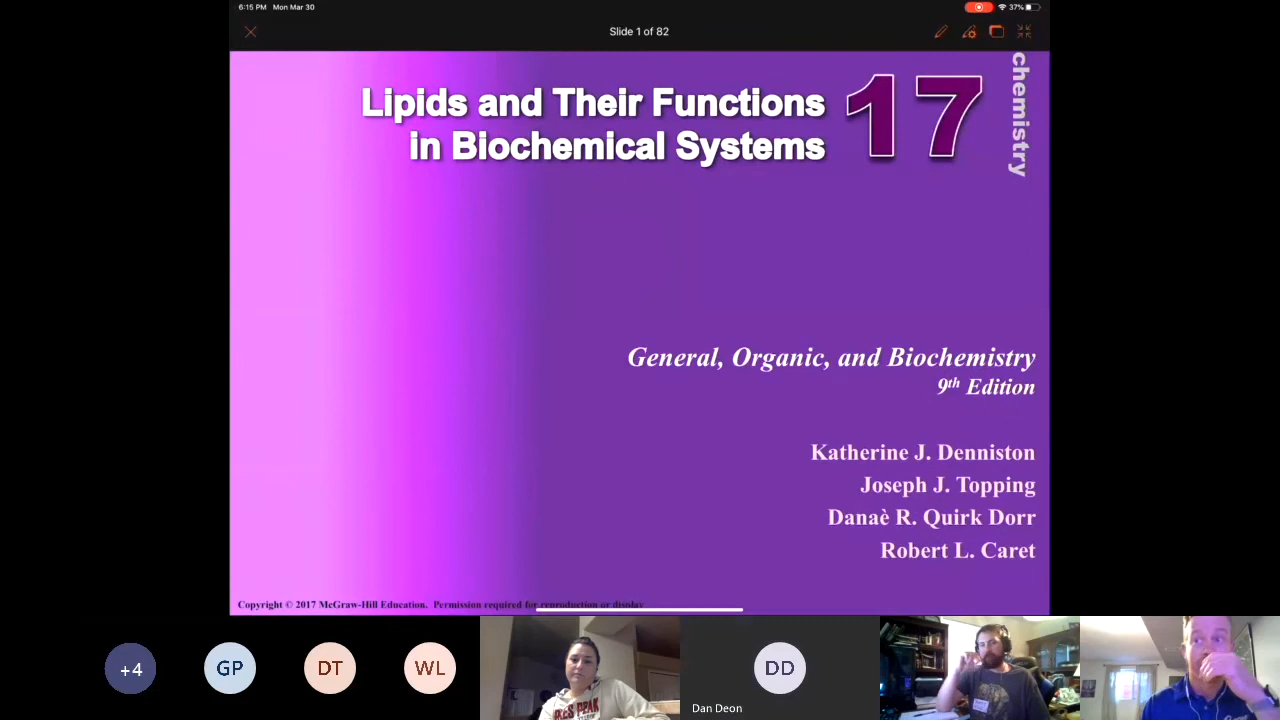 6:15 PM Mon Mar 30
37%
Slide 1 of 82
Lipids and Their Functions
in Biochemical Systems
17
chemistry
General, Organic, and Biochemistry
9th Edition
Katherine J. Denniston
Joseph J. Topping
Danaè R. Quirk Dorr
Robert L. Caret
Copyright © 2017 McGraw-Hill Education. Permission required for reproduction or display
+4
GP
DT
WL
DD
Dan Deon